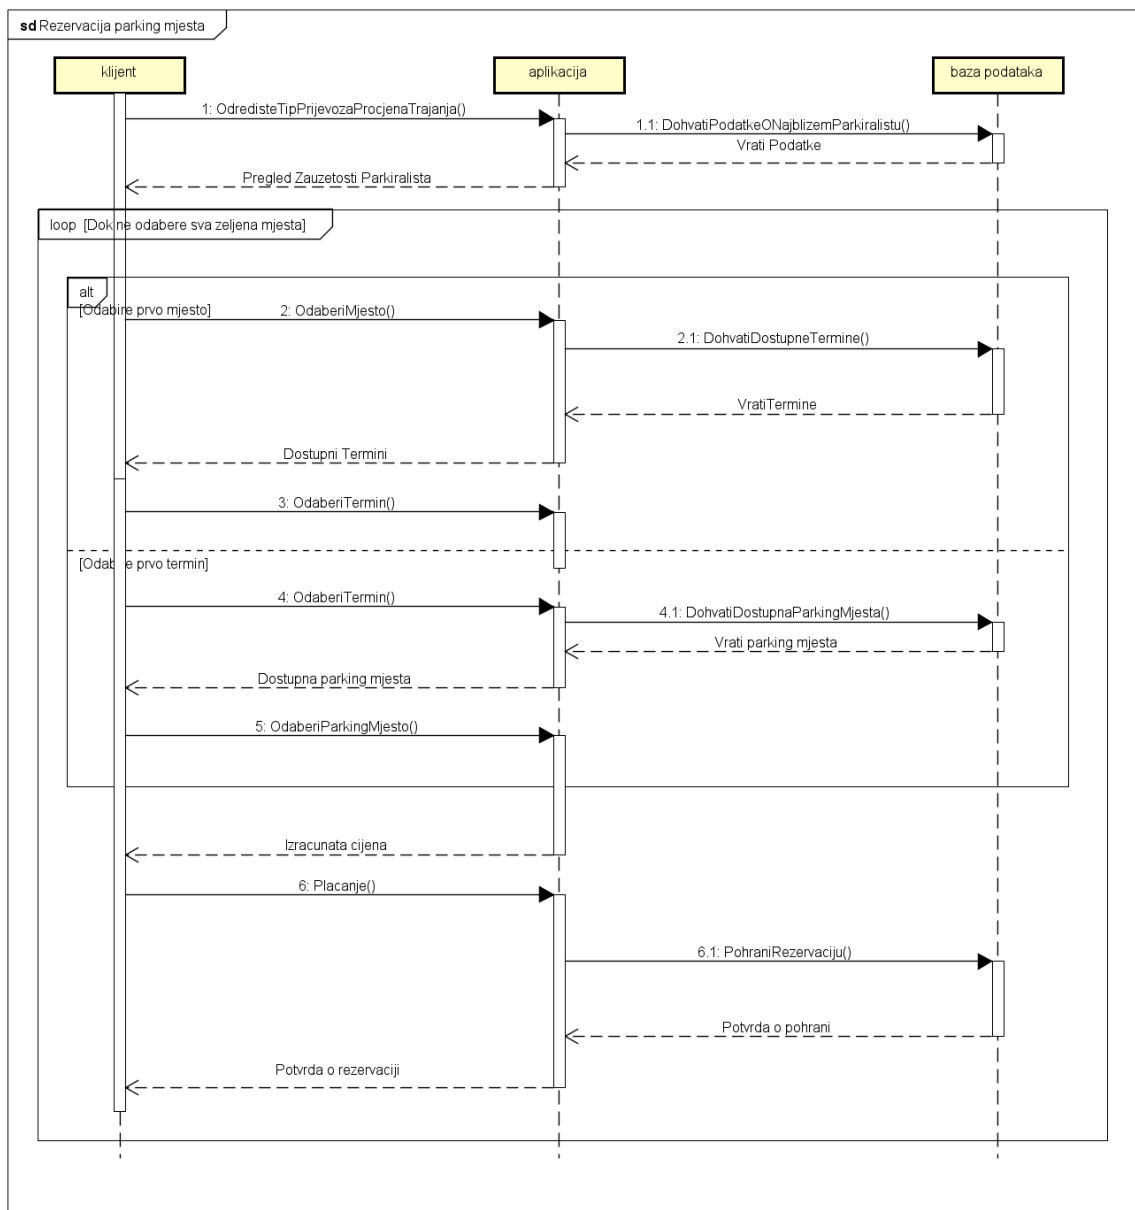 sd Rezervacija parking mjesta
klijent
aplikacija
baza podataka
1: OdredisteTipPrijevozaProcjenaTrajanja()
1.1: DohvatiPodatkeONajblizemParkiralistu()
Vrati Podatke
Pregled Zauzetosti Parkiralista
loop [Dok ne odabere sva zeljena mjesta]
alt
[Odabire prvo mjesto]
2: OdaberiMjesto()
2.1: DohvatiDostupneTermine()
VratiTermine
Dostupni Termini
3: OdaberiTermin()
[Odabire prvo termin]
4: OdaberiTermin()
4.1: DohvatiDostupnaParkingMjesta()
Vrati parking mjesta
Dostupna parking mjesta
5: OdaberiParkingMjesto()
Izracunata cijena
6: Placanje()
6.1: PohraniRezervaciju()
Potvrda o pohrani
Potvrda o rezervaciji